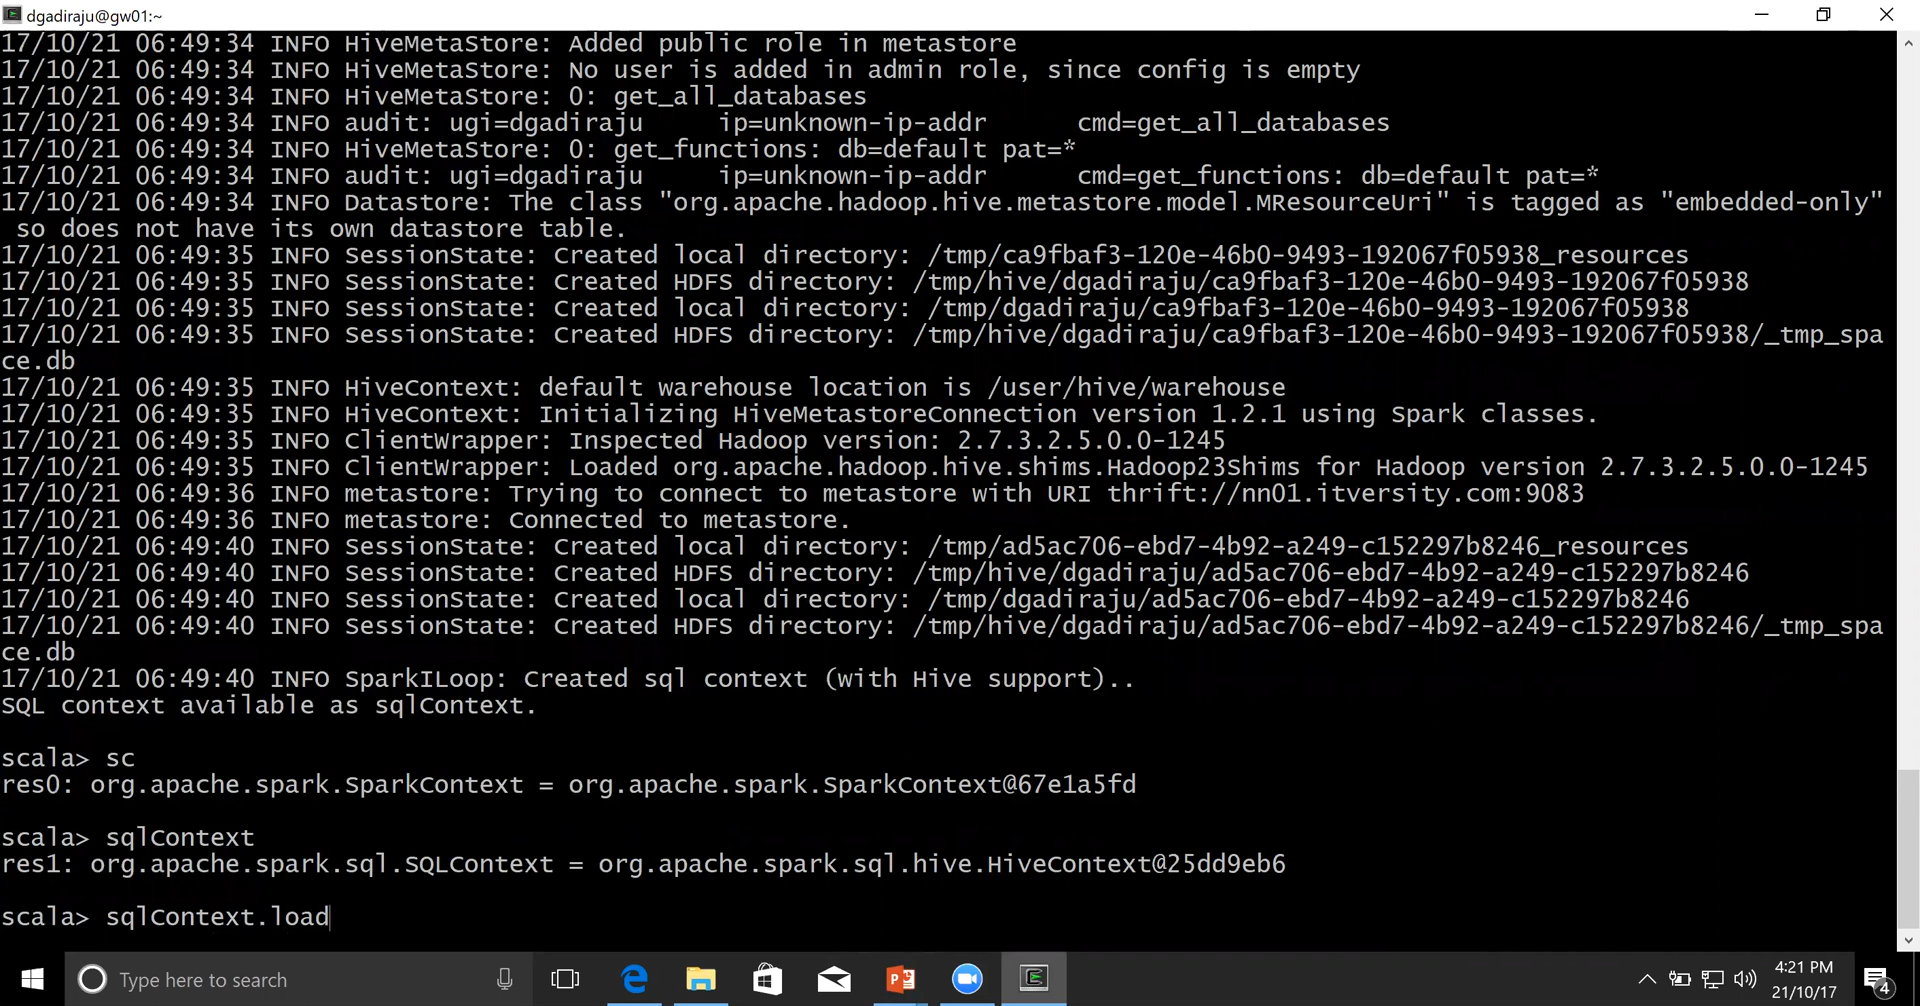 dgadiraju@gw01:~
17/10/21 06:49:34 INFO HiveMetaStore: Added public role in metastore
17/10/21 06:49:34 INFO HiveMetaStore: No user is added in admin role, since config is empty
17/10/21 06:49:34 INFO HiveMetaStore: 0: get_all_databases
17/10/21 06:49:34 INFO audit: ugi=dgadiraju     ip=unknown-ip-addr      cmd=get_all_databases
17/10/21 06:49:34 INFO HiveMetaStore: 0: get_functions: db=default pat=*
17/10/21 06:49:34 INFO audit: ugi=dgadiraju     ip=unknown-ip-addr      cmd=get_functions: db=default pat=*
17/10/21 06:49:34 INFO Datastore: The class "org.apache.hadoop.hive.metastore.model.MResourceUri" is tagged as "embedded-only"
 so does not have its own datastore table.
17/10/21 06:49:35 INFO SessionState: Created local directory: /tmp/ca9fbaf3-120e-46b0-9493-192067f05938_resources
17/10/21 06:49:35 INFO SessionState: Created HDFS directory: /tmp/hive/dgadiraju/ca9fbaf3-120e-46b0-9493-192067f05938
17/10/21 06:49:35 INFO SessionState: Created local directory: /tmp/dgadiraju/ca9fbaf3-120e-46b0-9493-192067f05938
17/10/21 06:49:35 INFO SessionState: Created HDFS directory: /tmp/hive/dgadiraju/ca9fbaf3-120e-46b0-9493-192067f05938/_tmp_spa
ce.db
17/10/21 06:49:35 INFO HiveContext: default warehouse location is /user/hive/warehouse
17/10/21 06:49:35 INFO HiveContext: Initializing HiveMetastoreConnection version 1.2.1 using Spark classes.
17/10/21 06:49:35 INFO ClientWrapper: Inspected Hadoop version: 2.7.3.2.5.0.0-1245
17/10/21 06:49:35 INFO ClientWrapper: Loaded org.apache.hadoop.hive.shims.Hadoop23Shims for Hadoop version 2.7.3.2.5.0.0-1245
17/10/21 06:49:36 INFO metastore: Trying to connect to metastore with URI thrift://nn01.itversity.com:9083
17/10/21 06:49:36 INFO metastore: Connected to metastore.
17/10/21 06:49:40 INFO SessionState: Created local directory: /tmp/ad5ac706-ebd7-4b92-a249-c152297b8246_resources
17/10/21 06:49:40 INFO SessionState: Created HDFS directory: /tmp/hive/dgadiraju/ad5ac706-ebd7-4b92-a249-c152297b8246
17/10/21 06:49:40 INFO SessionState: Created local directory: /tmp/dgadiraju/ad5ac706-ebd7-4b92-a249-c152297b8246
17/10/21 06:49:40 INFO SessionState: Created HDFS directory: /tmp/hive/dgadiraju/ad5ac706-ebd7-4b92-a249-c152297b8246/_tmp_spa
ce.db
17/10/21 06:49:40 INFO SparkILoop: Created sql context (with Hive support)..
SQL context available as sqlContext.
scala> sc
res0: org.apache.spark.SparkContext = org.apache.spark.SparkContext@67e1a5fd
scala> sqlContext
res1: org.apache.spark.sql.SQLContext = org.apache.spark.sql.hive.HiveContext@25dd9eb6
scala> sqlContext.load
Type here to search
4:21 PM
21/10/17
4